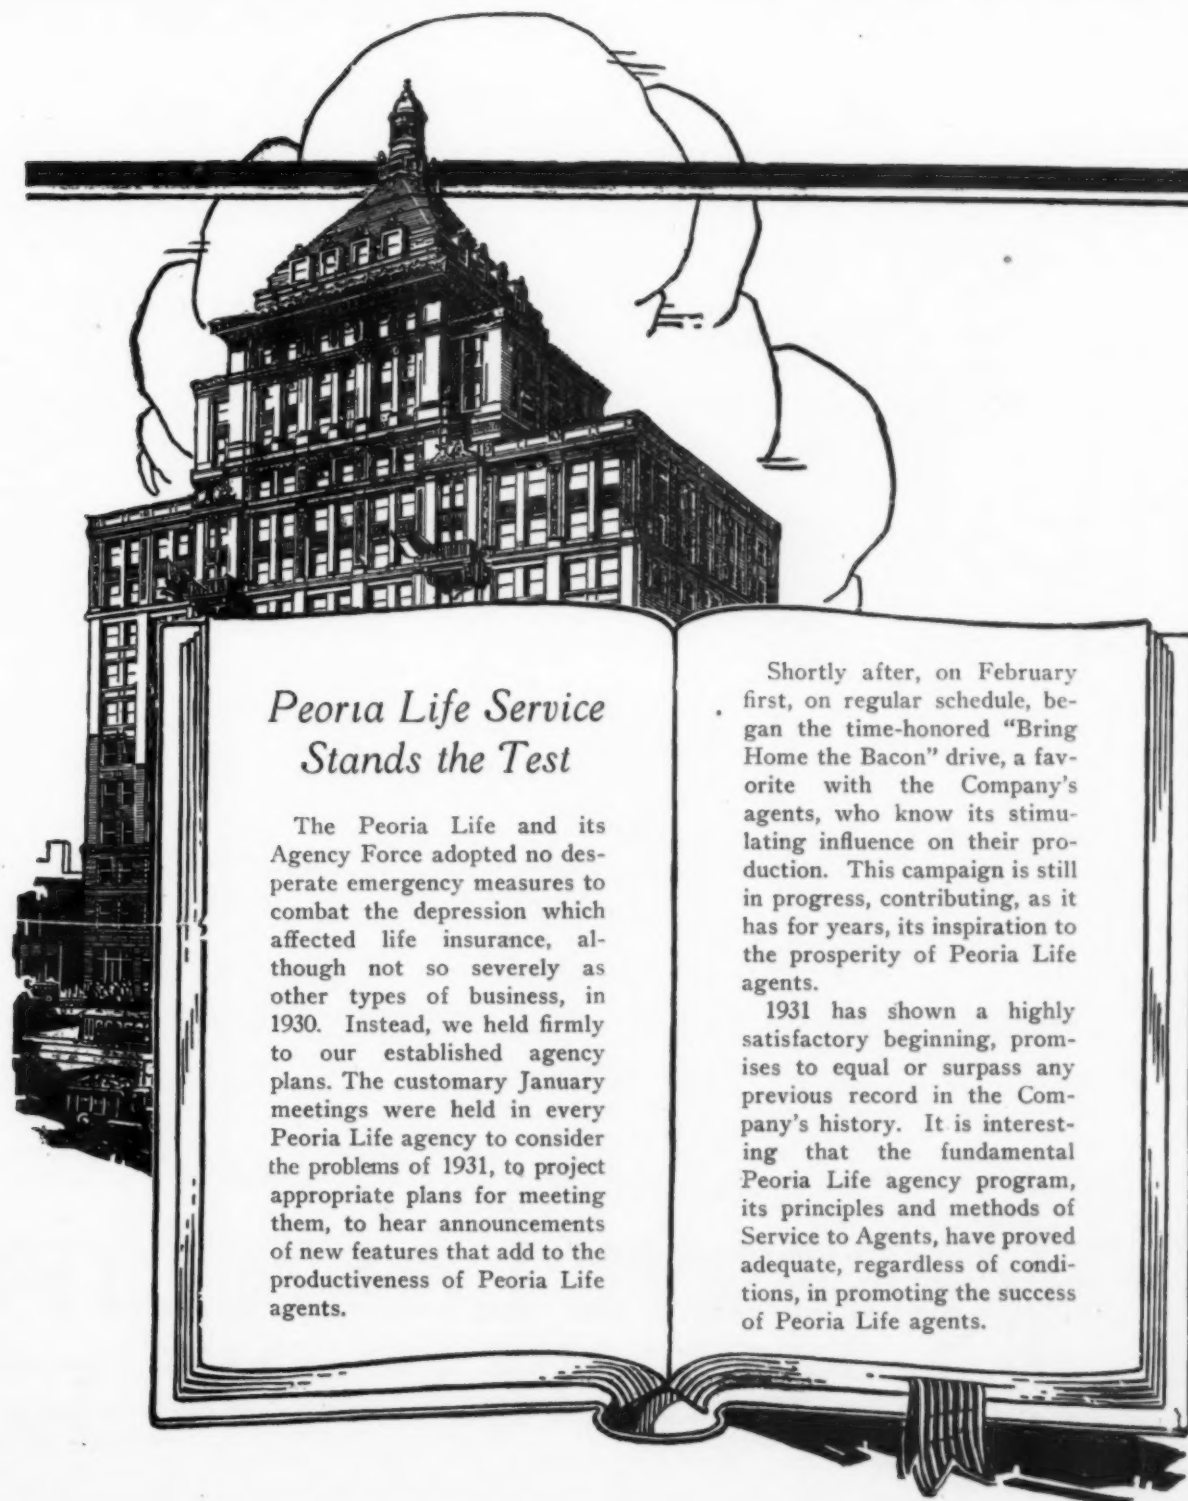 Peoria Life Service
Stands the Test
The Peoria Life and its
Agency Force adopted no des-
perate emergency measures to
combat the depression which
affected life insurance, al-
though not so severely as
other types of business, in
1930. Instead, we held firmly
to our established agency
plans. The customary January
meetings were held in every
Peoria Life agency to consider
the problems of 1931, to project
appropriate plans for meeting
them, to hear announcements
of new features that add to the
productiveness of Peoria Life
agents.
Shortly after, on February
first, on regular schedule, be-
gan the time-honored “Bring
Home the Bacon” drive, a fav-
orite with the Company’s
agents, who know its stimu-
lating influence on their pro-
duction. This campaign is still
in progress, contributing, as it
has for years, its inspiration to
the prosperity of Peoria Life
agents.
1931 has shown a highly
satisfactory beginning, prom-
ises to equal or surpass any
previous record in the Com-
pany’s history. It is interest-
ing that the fundamental
Peoria Life agency program,
its principles and methods of
Service to Agents, have proved
adequate, regardless of condi-
tions, in promoting the success
of Peoria Life agents.